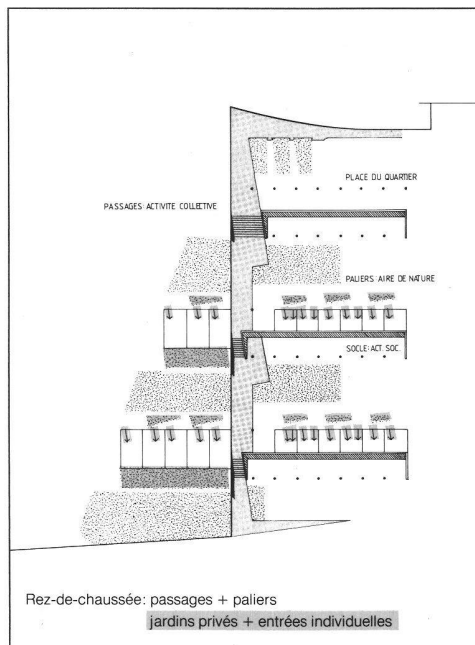 PLACE DU QUARTIER
PASSAGES: ACTIVITE COLLECTIVE
PALIERS: AIRE DE NATURE
SOCLE: ACT. SOC.
Rez-de-chaussée: passages + paliers
jardins privés + entrées individuelles